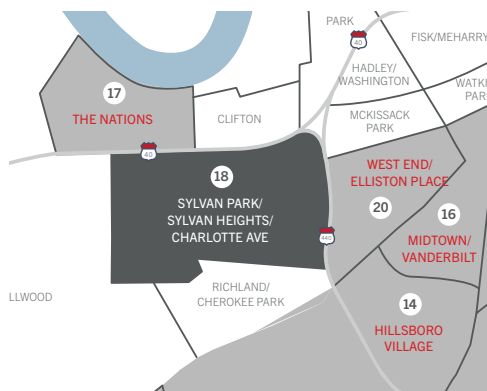 PARK
40
FISK/MEHARRY
HADLEY/
WASHINGTON
WATKI
PAR
17
THE NATIONS
CLIFTON
MCKISSACK
PARK
40
18
SYLVAN PARK/
SYLVAN HEIGHTS/
CHARLOTTE AVE
WEST END/
ELLISTON PLACE
20
16
MIDTOWN/
VANDERBILT
440
RICHLAND/
CHEROKEE PARK
LLWOOD
14
HILLSBORO
VILLAGE